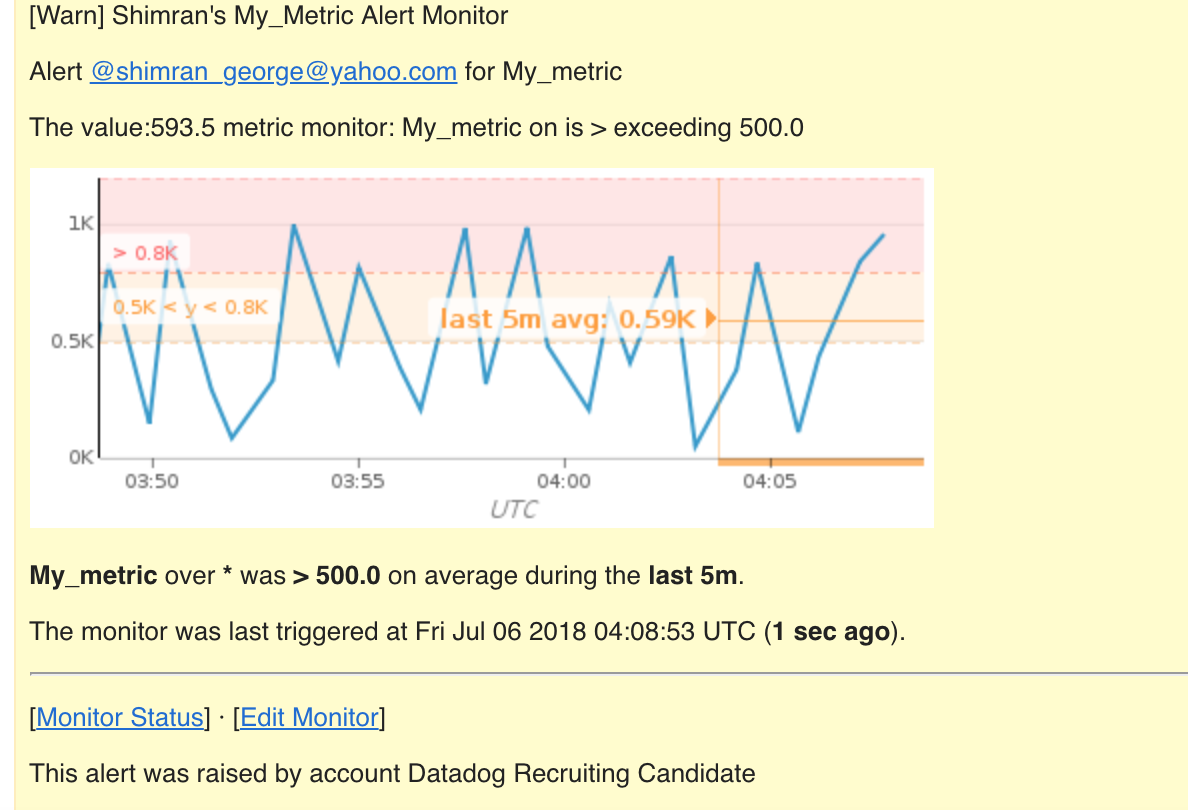 [Warn] Shimran's My_Metric Alert Monitor
Alert @shimran_george@yahoo.com for My_metric
The value:593.5 metric monitor: My_metric on is > exceeding 500.0
1K
> 0.8K
0.5K < y < 0.8K
last 5m avg: 0.59K
0.5K
0K
03:50 03:55 04:00 04:05
UTC
My_metric over * was > 500.0 on average during the last 5m.
The monitor was last triggered at Fri Jul 06 2018 04:08:53 UTC (1 sec ago).
[Monitor Status] · [Edit Monitor]
This alert was raised by account Datadog Recruiting Candidate